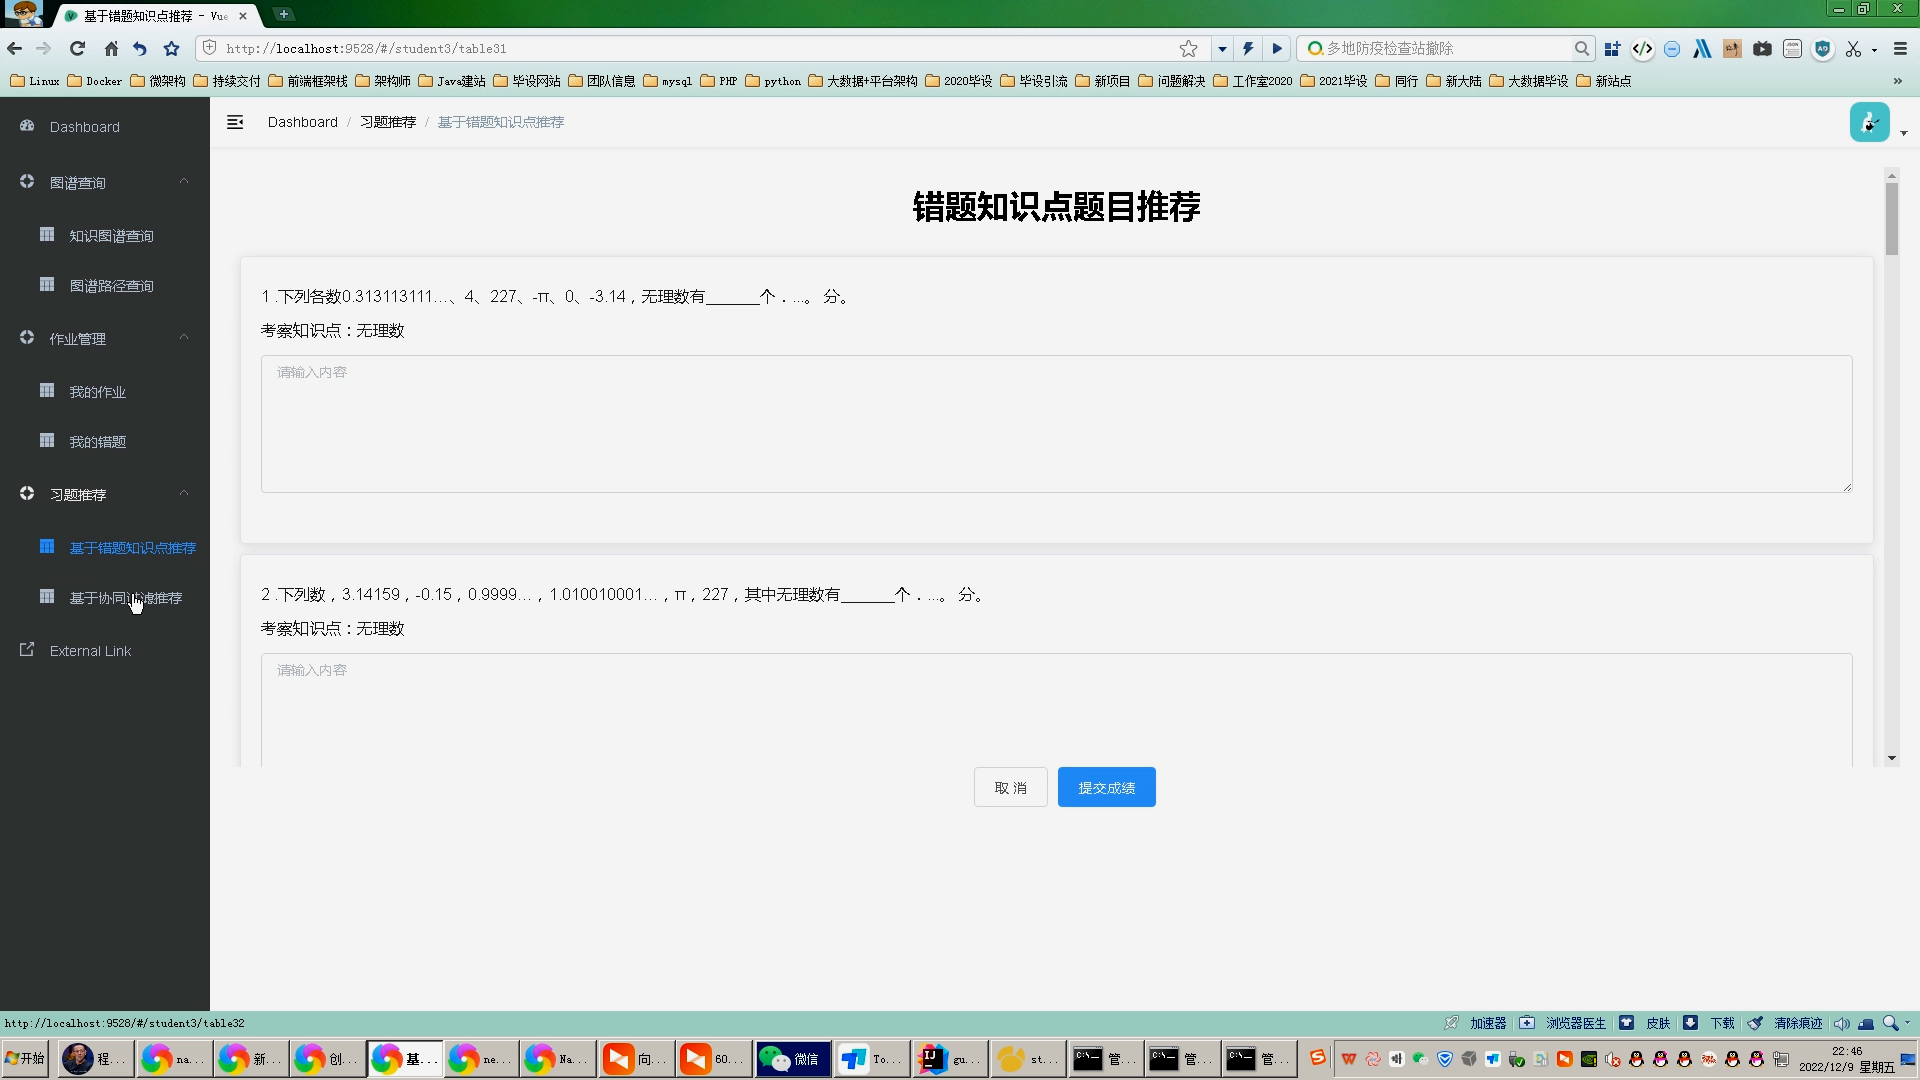 基于错题知识点推荐 - Vue
http://localhost:9528/#/student3/table31
多地防疫检查站撤除
Linux Docker 微架构 持续交付 前端框架栈 架构师 Java建站 毕设网站 团队信息 mysql PHP python 大数据+平台架构 2020毕设 毕设引流 新项目 问题解决 工作室2020 2021毕设 同行 新大陆 大数据毕设 新站点 »
Dashboard
图谱查询
知识图谱查询
图谱路径查询
作业管理
我的作业
我的错题
习题推荐
基于错题知识点推荐
基于协同过滤推荐
External Link
Dashboard / 习题推荐 / 基于错题知识点推荐
错题知识点题目推荐
1 .下列各数0.313113111…、4、227、-π、0、-3.14，无理数有______个．...。 分。
考察知识点：无理数
请输入内容
2 .下列数，3.14159，-0.15，0.9999…，1.010010001…，π，227，其中无理数有______个．...。 分。
考察知识点：无理数
请输入内容
取 消
提交成绩
http://localhost:9528/#/student3/table32
加速器 浏览器医生 皮肤 下载 清除痕迹
开始 程... na... 新... 创... 基... ne... Na... 向... 60... 微信 To... gu... st... 管... 管... 管...
22:46
2022/12/9 星期五